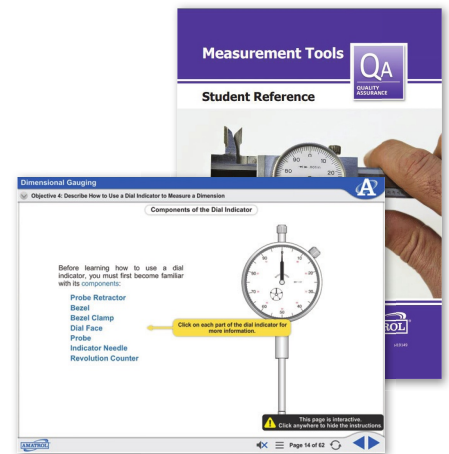 Measurement Tools
QA
QUALITY
ASSURANCE
Student Reference
Dimensional Gauging
A
Objective 4: Describe How to Use a Dial Indicator to Measure a Dimension
Components of the Dial Indicator
Before learning how to use a dial
indicator, you must first become familiar
with its components:
Probe Retractor
Bezel
Bezel Clamp
Dial Face
Probe
Indicator Needle
Revolution Counter
Click on each part of the dial indicator for
more information.
This page is interactive.
Click anywhere to hide the instructions
AMATROL
Page 14 of 62